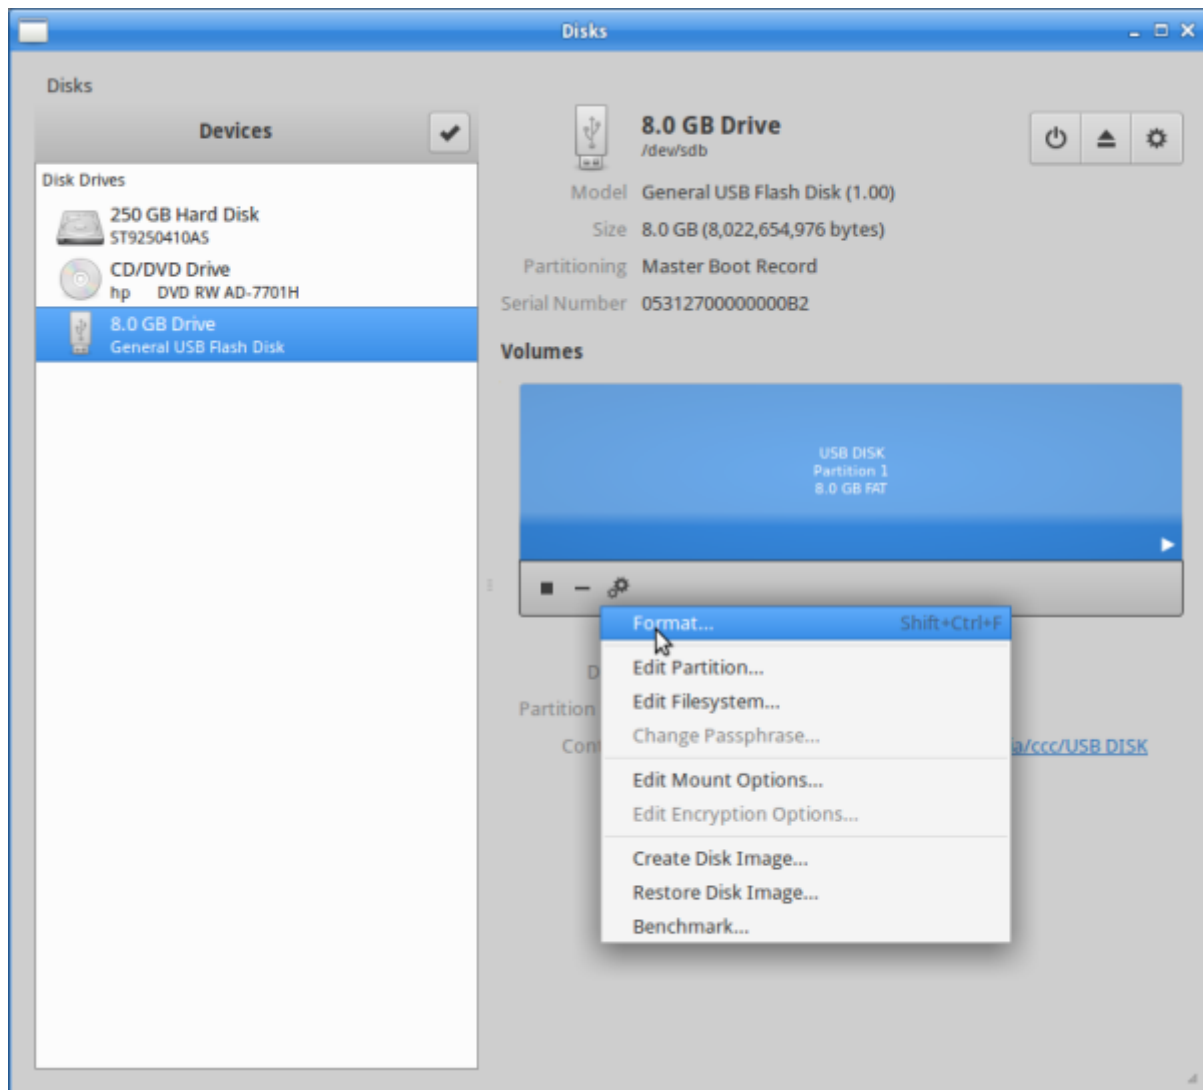 Disks
Disks
Devices
Disk Drives
250 GB Hard Disk
ST9250410AS
CD/DVD Drive
hp DVD RW AD-7701H
8.0 GB Drive
General USB Flash Disk
8.0 GB Drive
/dev/sdb
Model General USB Flash Disk (1.00)
Size 8.0 GB (8,022,654,976 bytes)
Partitioning Master Boot Record
Serial Number 05312700000000B2
Volumes
USB DISK
Partition 1
8.0 GB FAT
Format... Shift+Ctrl+F
Edit Partition...
Edit Filesystem...
Change Passphrase...
Edit Mount Options...
Edit Encryption Options...
Create Disk Image...
Restore Disk Image...
Benchmark...
D
Partition
Cont a/ccc/USB DISK